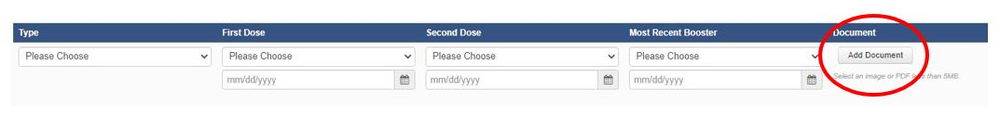 Type First Dose Second Dose Most Recent Booster Document
Please Choose Please Choose Please Choose Please Choose Add Document
mm/dd/yyyy mm/dd/yyyy mm/dd/yyyy Select an image or PDF less than 5MB.